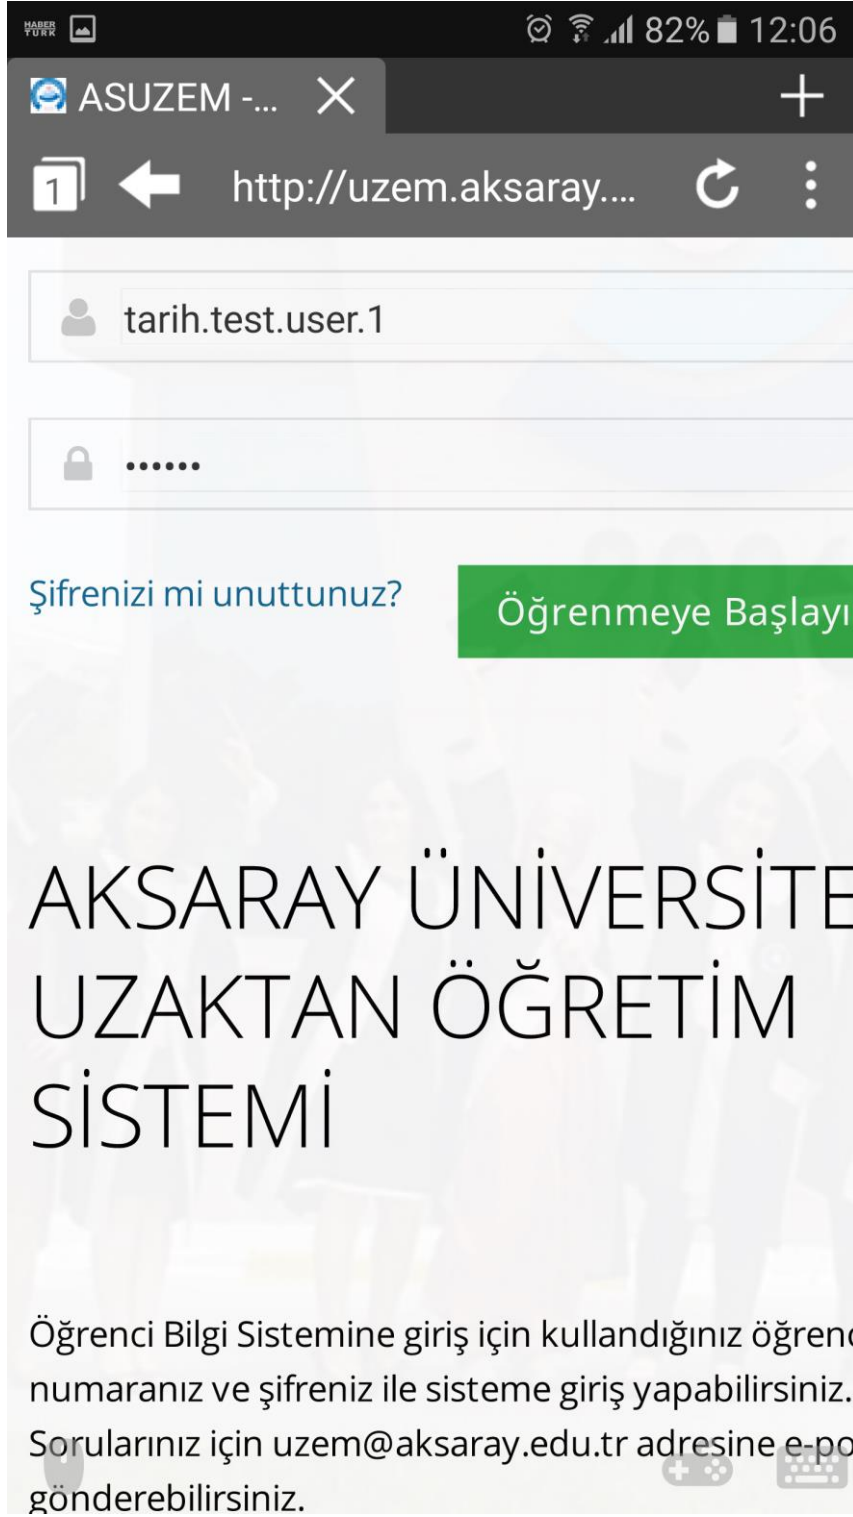 HABER
TÜRK
82% 12:06
ASUZEM -...
1 http://uzem.aksaray....
tarih.test.user.1
••••••
Şifrenizi mi unuttunuz?
Öğrenmeye Başlayı
AKSARAY ÜNİVERSİTE
UZAKTAN ÖĞRETİM
SİSTEMİ
Öğrenci Bilgi Sistemine giriş için kullandığınız öğrenc
numaranız ve şifreniz ile sisteme giriş yapabilirsiniz.
Sorularınız için uzem@aksaray.edu.tr adresine e-po
gönderebilirsiniz.